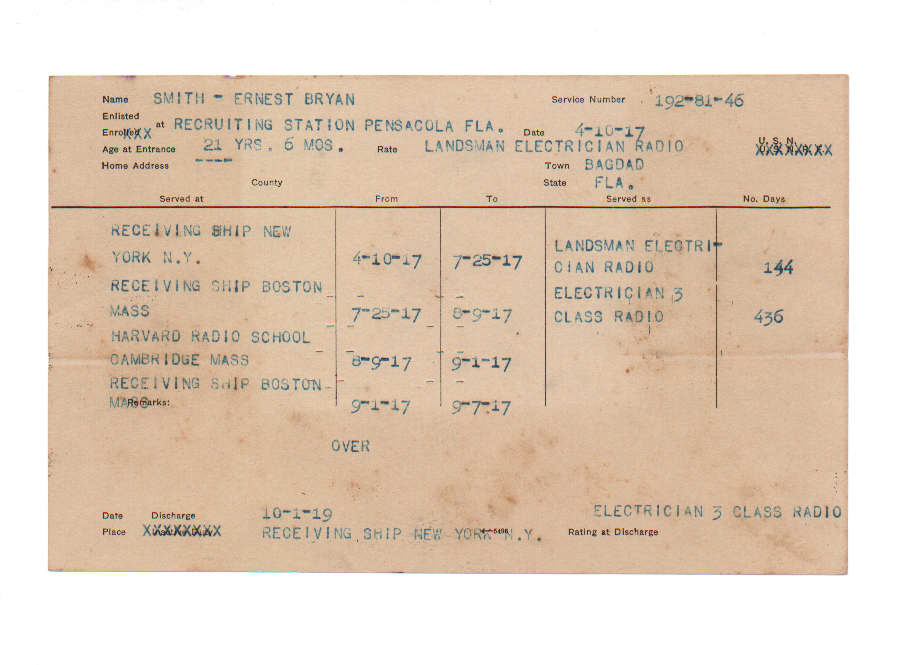 Name SMITH - ERNEST BRYAN Service Number 192-81-46
Enlisted
Enrolled XXX at RECRUITING STATION PENSACOLA FLA. Date 4-10-17
Age at Entrance 21 YRS. 6 MOS. Rate LANDSMAN ELECTRICIAN RADIO U.S.N. XXXXXXXX
Home Address ---- Town BAGDAD
County State FLA.
Served at From To Served as No. Days
RECEIVING SHIP NEW
YORK N.Y. 4-10-17 7-25-17
LANDSMAN ELECTRI-
CIAN RADIO 144
RECEIVING SHIP BOSTON
MASS 7-25-17 8-9-17
ELECTRICIAN 3
CLASS RADIO 436
HARVARD RADIO SCHOOL
CAMBRIDGE MASS 8-9-17 9-1-17
RECEIVING SHIP BOSTON
MASS 9-1-17 9-7-17
Remarks:
OVER
Date Discharge 10-1-19 ELECTRICIAN 3 CLASS RADIO
Place XXXXXXXX RECEIVING SHIP NEW YORK N.Y. Rating at Discharge